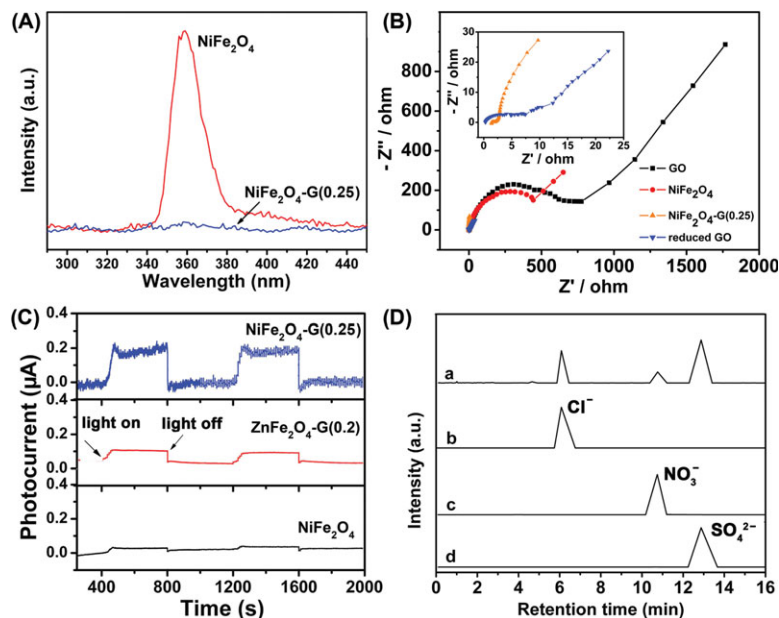 (A)
NiFe₂O₄
NiFe₂O₄-G(0.25)
Intensity (a.u.)
300 320 340 360 380 400 420 440
Wavelength (nm)
(B)
- Z'' / ohm
800
600
400
200
0
0 500 1000 1500 2000
Z' / ohm
30
20
10
0
0 5 10 15 20 25
- Z'' / ohm
Z' / ohm
GO
NiFe₂O₄
NiFe₂O₄-G(0.25)
reduced GO
(C)
NiFe₂O₄-G(0.25)
0.4
0.2
0.0
light on
light off
ZnFe₂O₄-G(0.2)
0.4
0.2
0.0
NiFe₂O₄
0.4
0.2
0.0
Photocurrent (µA)
400 800 1200 1600 2000
Time (s)
(D)
a
b
Cl⁻
c
NO₃⁻
d
SO₄²⁻
Intensity (a.u.)
0 2 4 6 8 10 12 14 16
Retention time (min)